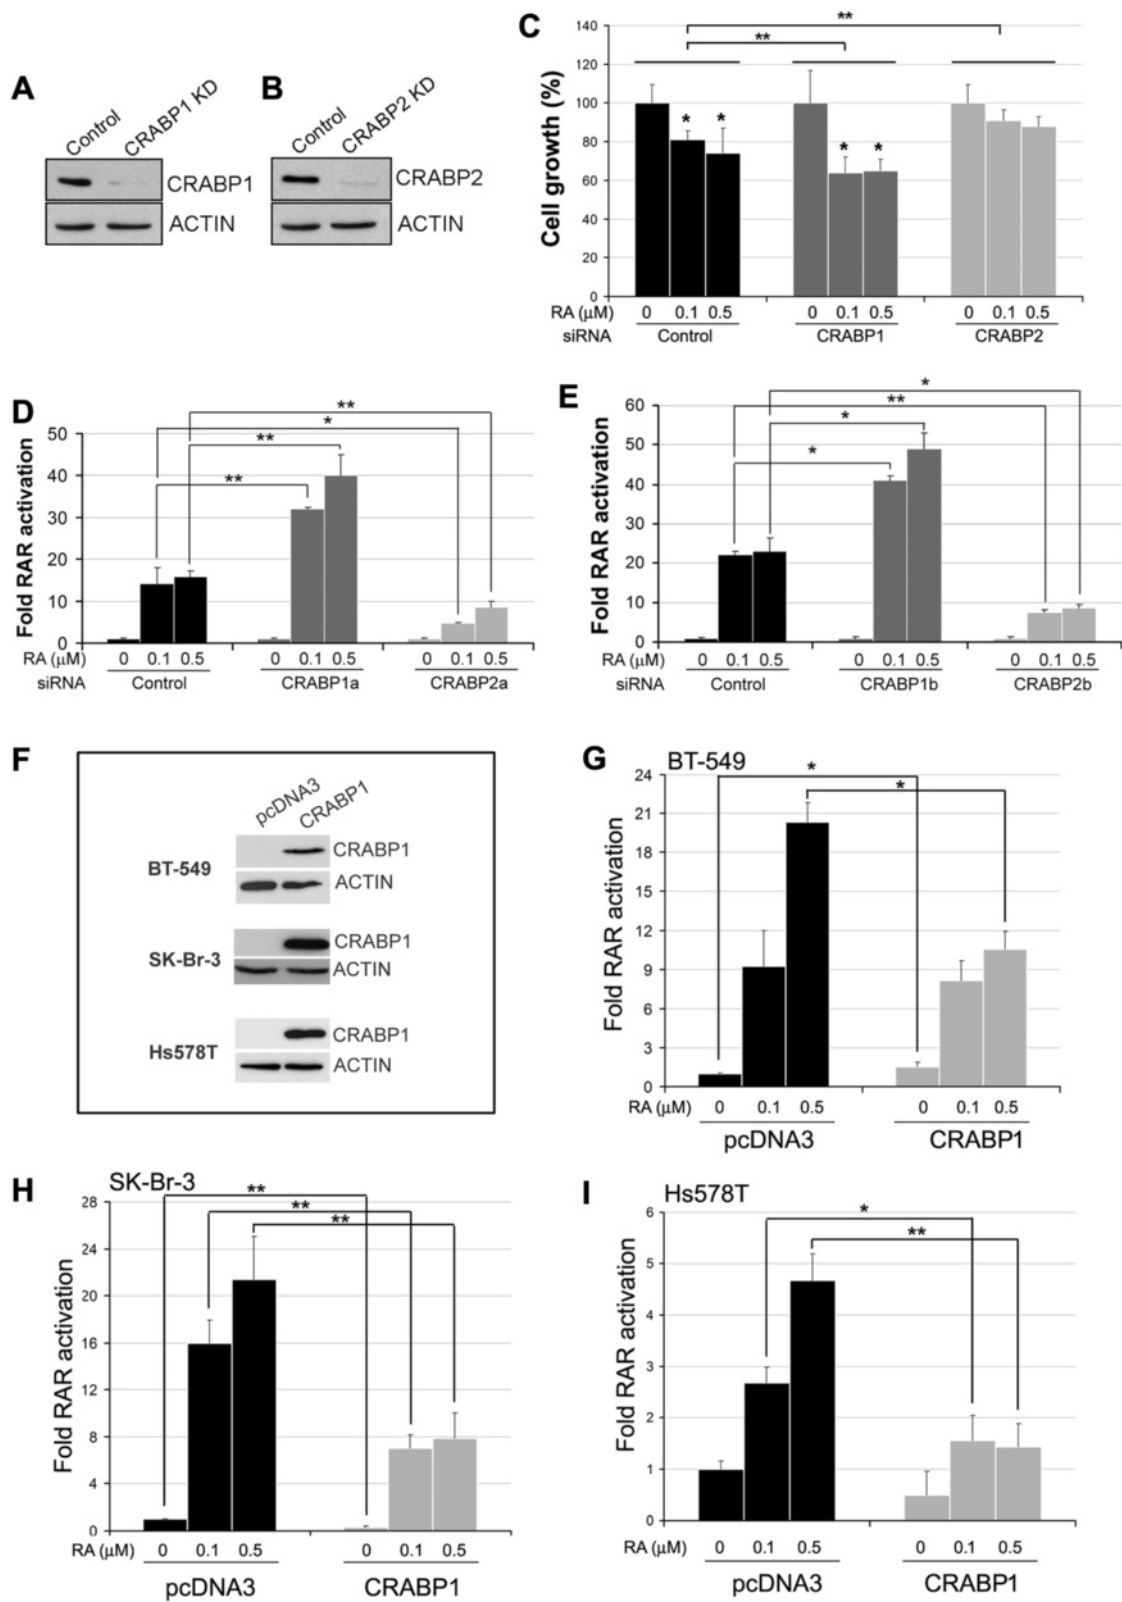 A
Control
CRABP1 KD
CRABP1
ACTIN
B
Control
CRABP2 KD
CRABP2
ACTIN
C
Cell growth (%)
140
120
100
80
60
40
20
0
**
**
* *
* *
RA (μM) 0 0.1 0.5 0 0.1 0.5 0 0.1 0.5
siRNA Control CRABP1 CRABP2
D
Fold RAR activation
50
40
30
20
10
0
**
*
**
**
RA (μM) 0 0.1 0.5 0 0.1 0.5 0 0.1 0.5
siRNA Control CRABP1a CRABP2a
E
Fold RAR activation
60
50
40
30
20
10
0
*
**
*
*
RA (μM) 0 0.1 0.5 0 0.1 0.5 0 0.1 0.5
siRNA Control CRABP1b CRABP2b
F
pcDNA3
CRABP1
BT-549
CRABP1
ACTIN
SK-Br-3
CRABP1
ACTIN
Hs578T
CRABP1
ACTIN
G
BT-549
Fold RAR activation
24
21
18
15
12
9
6
3
0
*
*
RA (μM) 0 0.1 0.5 0 0.1 0.5
pcDNA3 CRABP1
H
SK-Br-3
Fold RAR activation
28
24
20
16
12
8
4
0
**
**
**
RA (μM) 0 0.1 0.5 0 0.1 0.5
pcDNA3 CRABP1
I
Hs578T
Fold RAR activation
6
5
4
3
2
1
0
*
**
RA (μM) 0 0.1 0.5 0 0.1 0.5
pcDNA3 CRABP1